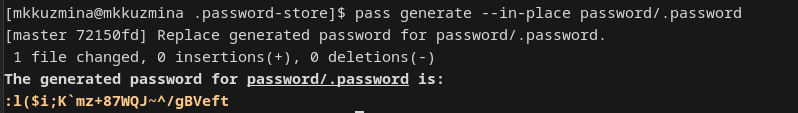 [mkkuzmina@mkkuzmina .password-store]$ pass generate --in-place password/.password
[master 72150fd] Replace generated password for password/.password.
 1 file changed, 0 insertions(+), 0 deletions(-)
The generated password for password/.password is:
:l($i;K`mz+87WQJ~^/gBVeft